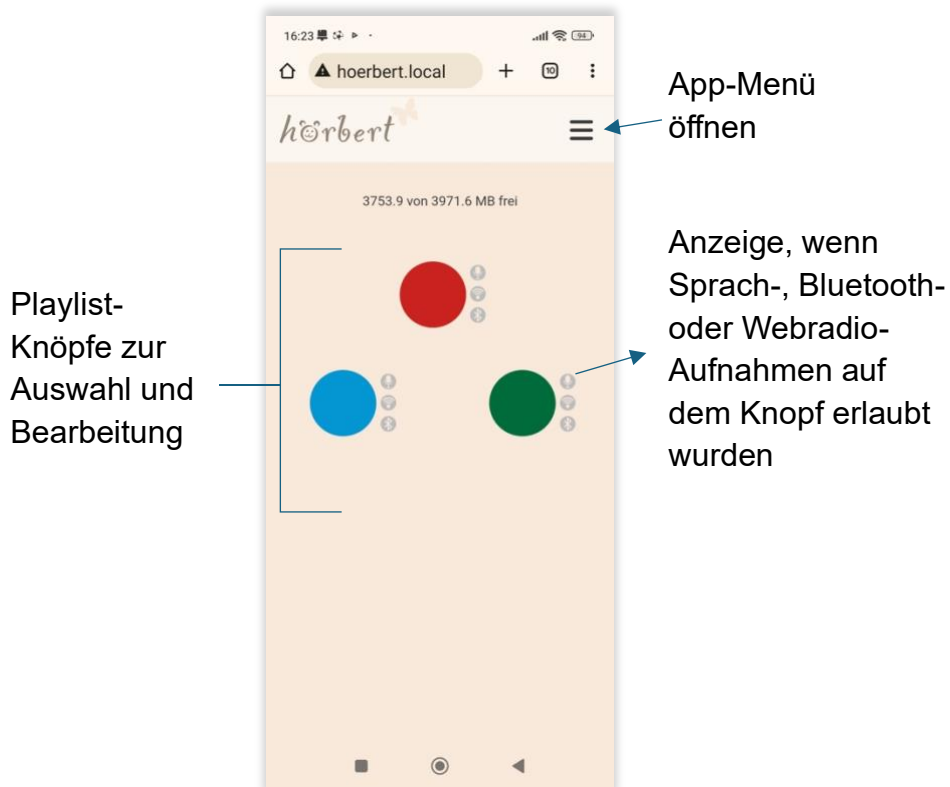 16:23
94
hoerbert.local
10
hörbert
App-Menü
öffnen
3753.9 von 3971.6 MB frei
Playlist-
Knöpfe zur
Auswahl und
Bearbeitung
Anzeige, wenn
Sprach-, Bluetooth-
oder Webradio-
Aufnahmen auf
dem Knopf erlaubt
wurden